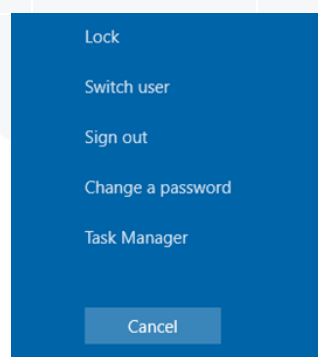 Lock
Switch user
Sign out
Change a password
Task Manager
Cancel